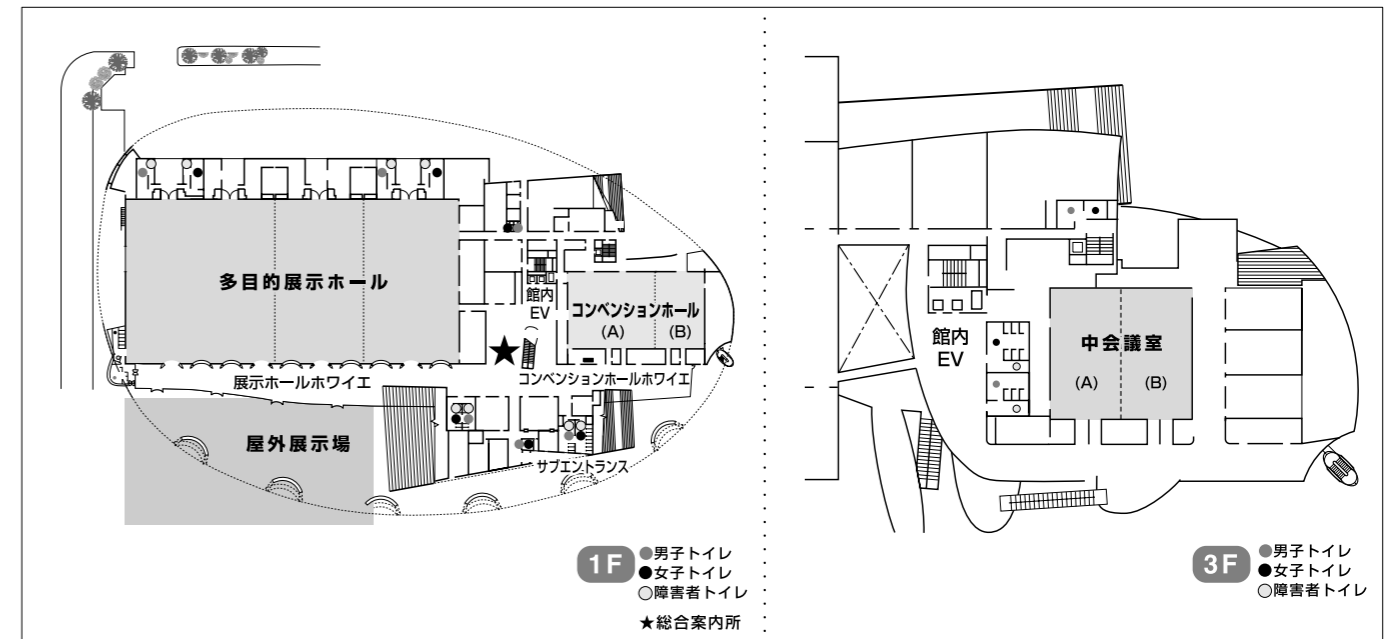 多目的展示ホール
館内
EV
コンベンションホール
(A)
(B)
★
展示ホールホワイエ
コンベンションホールホワイエ
屋外展示場
サブエントランス
1F
●男子トイレ
●女子トイレ
○障害者トイレ
★総合案内所
館内
EV
中会議室
(A)
(B)
3F
●男子トイレ
●女子トイレ
○障害者トイレ